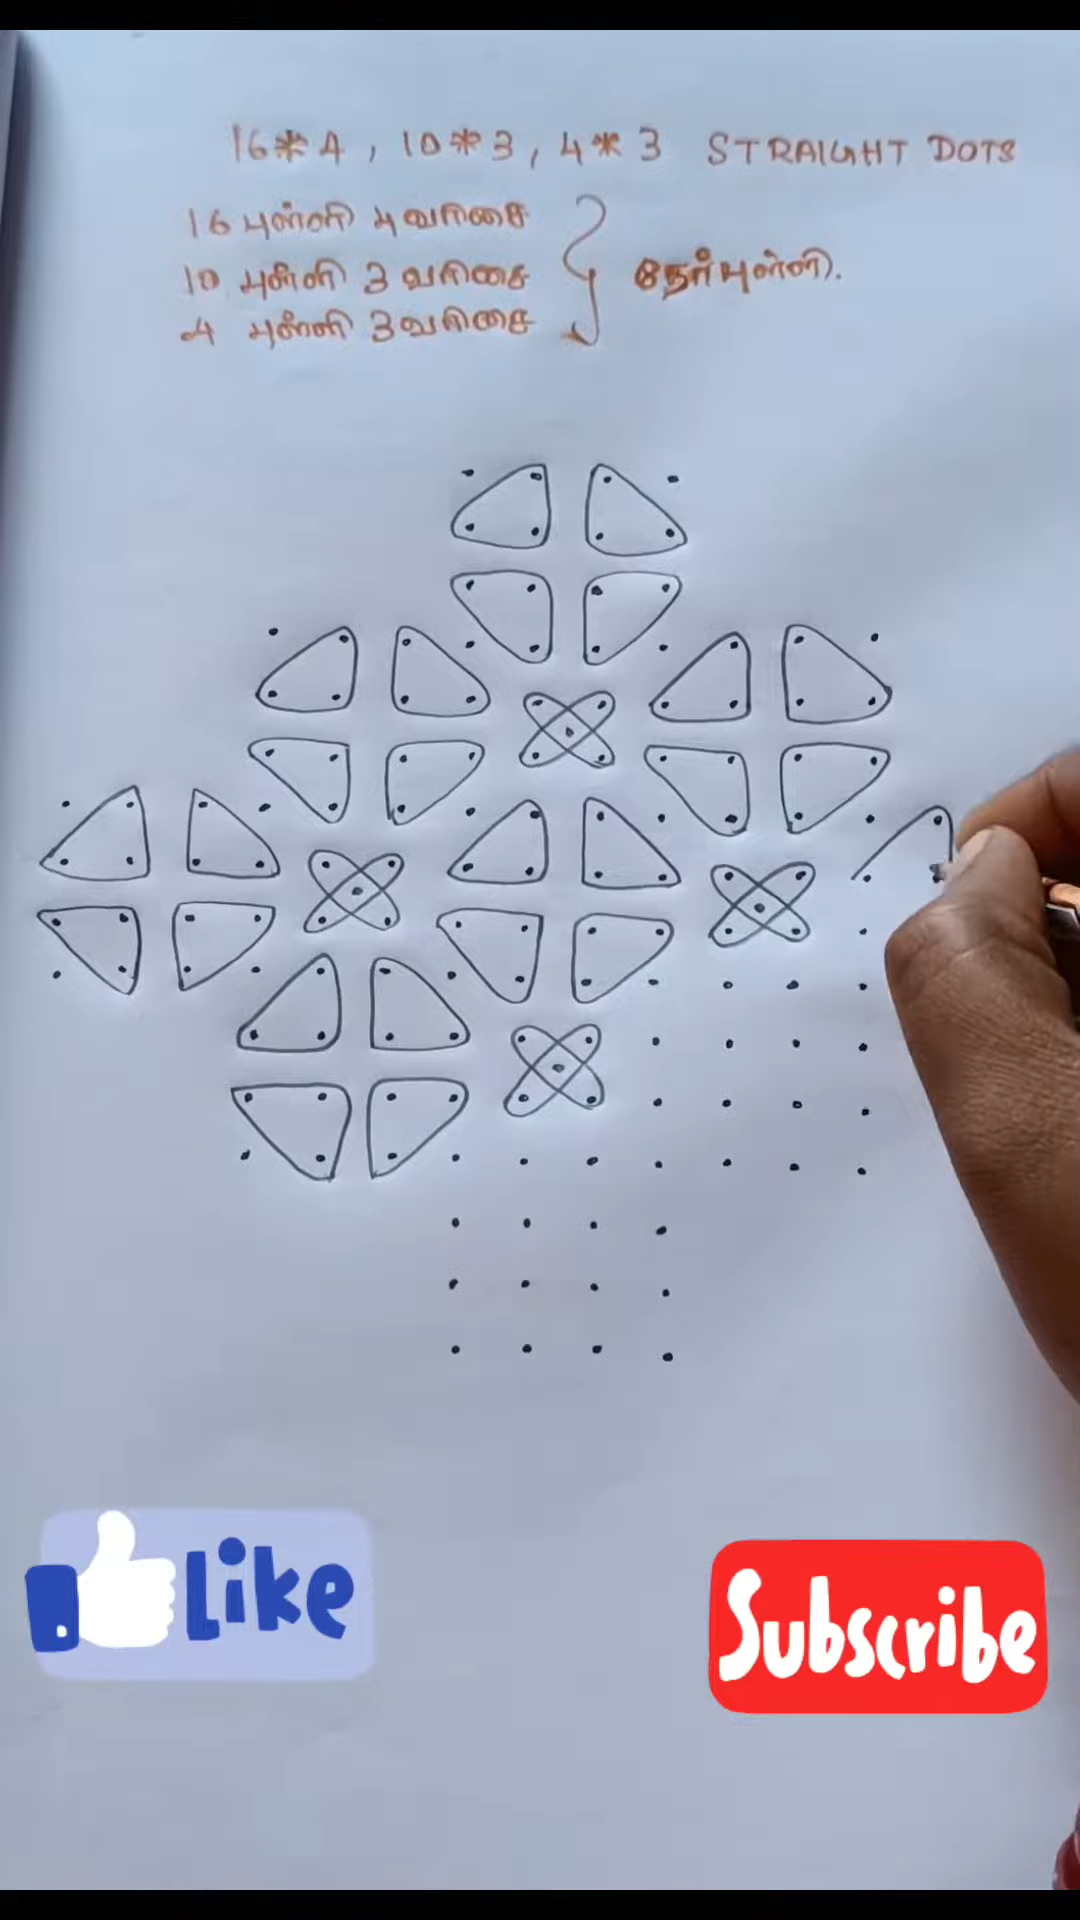 16*4, 10*3, 4*3 STRAIGHT DOTS
16 புள்ளி 4 வரிசை
10 புள்ளி 3 வரிசை
4 புள்ளி 3 வரிசை
நேர்புள்ளி.
Like
Subscribe